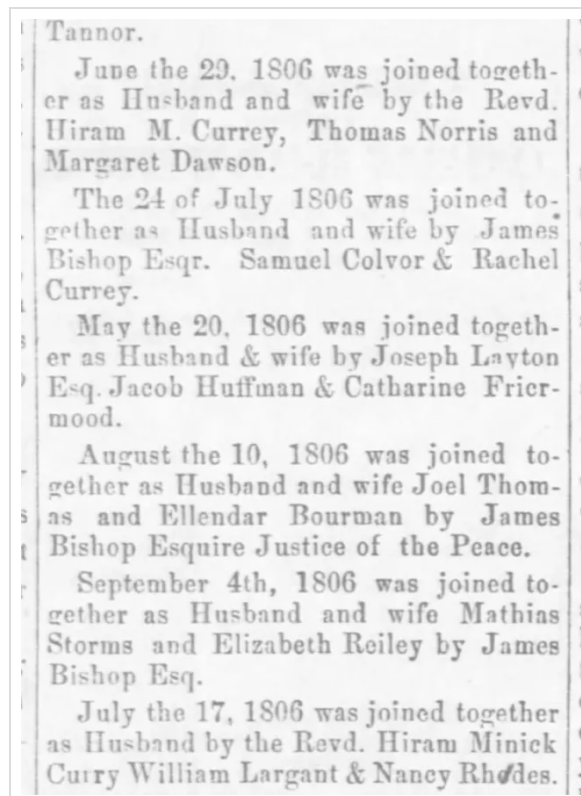 Tannor.
June the 29, 1806 was joined togeth-
er as Husband and wife by the Revd.
Hiram M. Currey, Thomas Norris and
Margaret Dawson.
The 24 of July 1806 was joined to-
gether as Husband and wife by James
Bishop Esqr. Samuel Colvor & Rachel
Currey.
May the 20, 1806 was joined togeth-
er as Husband & wife by Joseph Layton
Esq. Jacob Huffman & Catharine Frier-
mood.
August the 10, 1806 was joined to-
gether as Husband and wife Joel Thom-
as and Ellendar Bourman by James
Bishop Esquire Justice of the Peace.
September 4th, 1806 was joined to-
gether as Husband and wife Mathias
Storms and Elizabeth Reiley by James
Bishop Esq.
July the 17, 1806 was joined together
as Husband by the Revd. Hiram Minick
Curry William Largant & Nancy Rhodes.